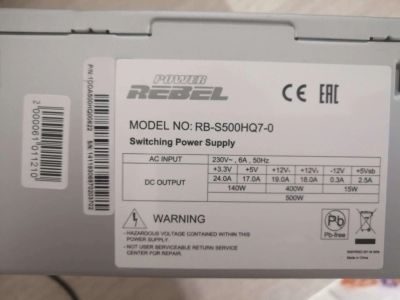 POWER
REBEL
CE EAC
MODEL NO: RB-S500HQ7-0
Switching Power Supply
AC INPUT 230V~, 6A, 50Hz
DC OUTPUT +3.3V +5V +12V₁ +12V₂ -12V +5Vsb
24.0A 17.0A 19.0A 18.0A 0.3A 2.5A
140W 400W 15W
500W
WARNING
- HAZARDOUS VOLTAGE CONTAINED WITHIN THIS
POWER SUPPLY.
- NOT USER SERVICEABLE RETURN TO SERVICE
CENTER FOR REPAIR.
Pb
Pb-free
Made in China
2000061011210